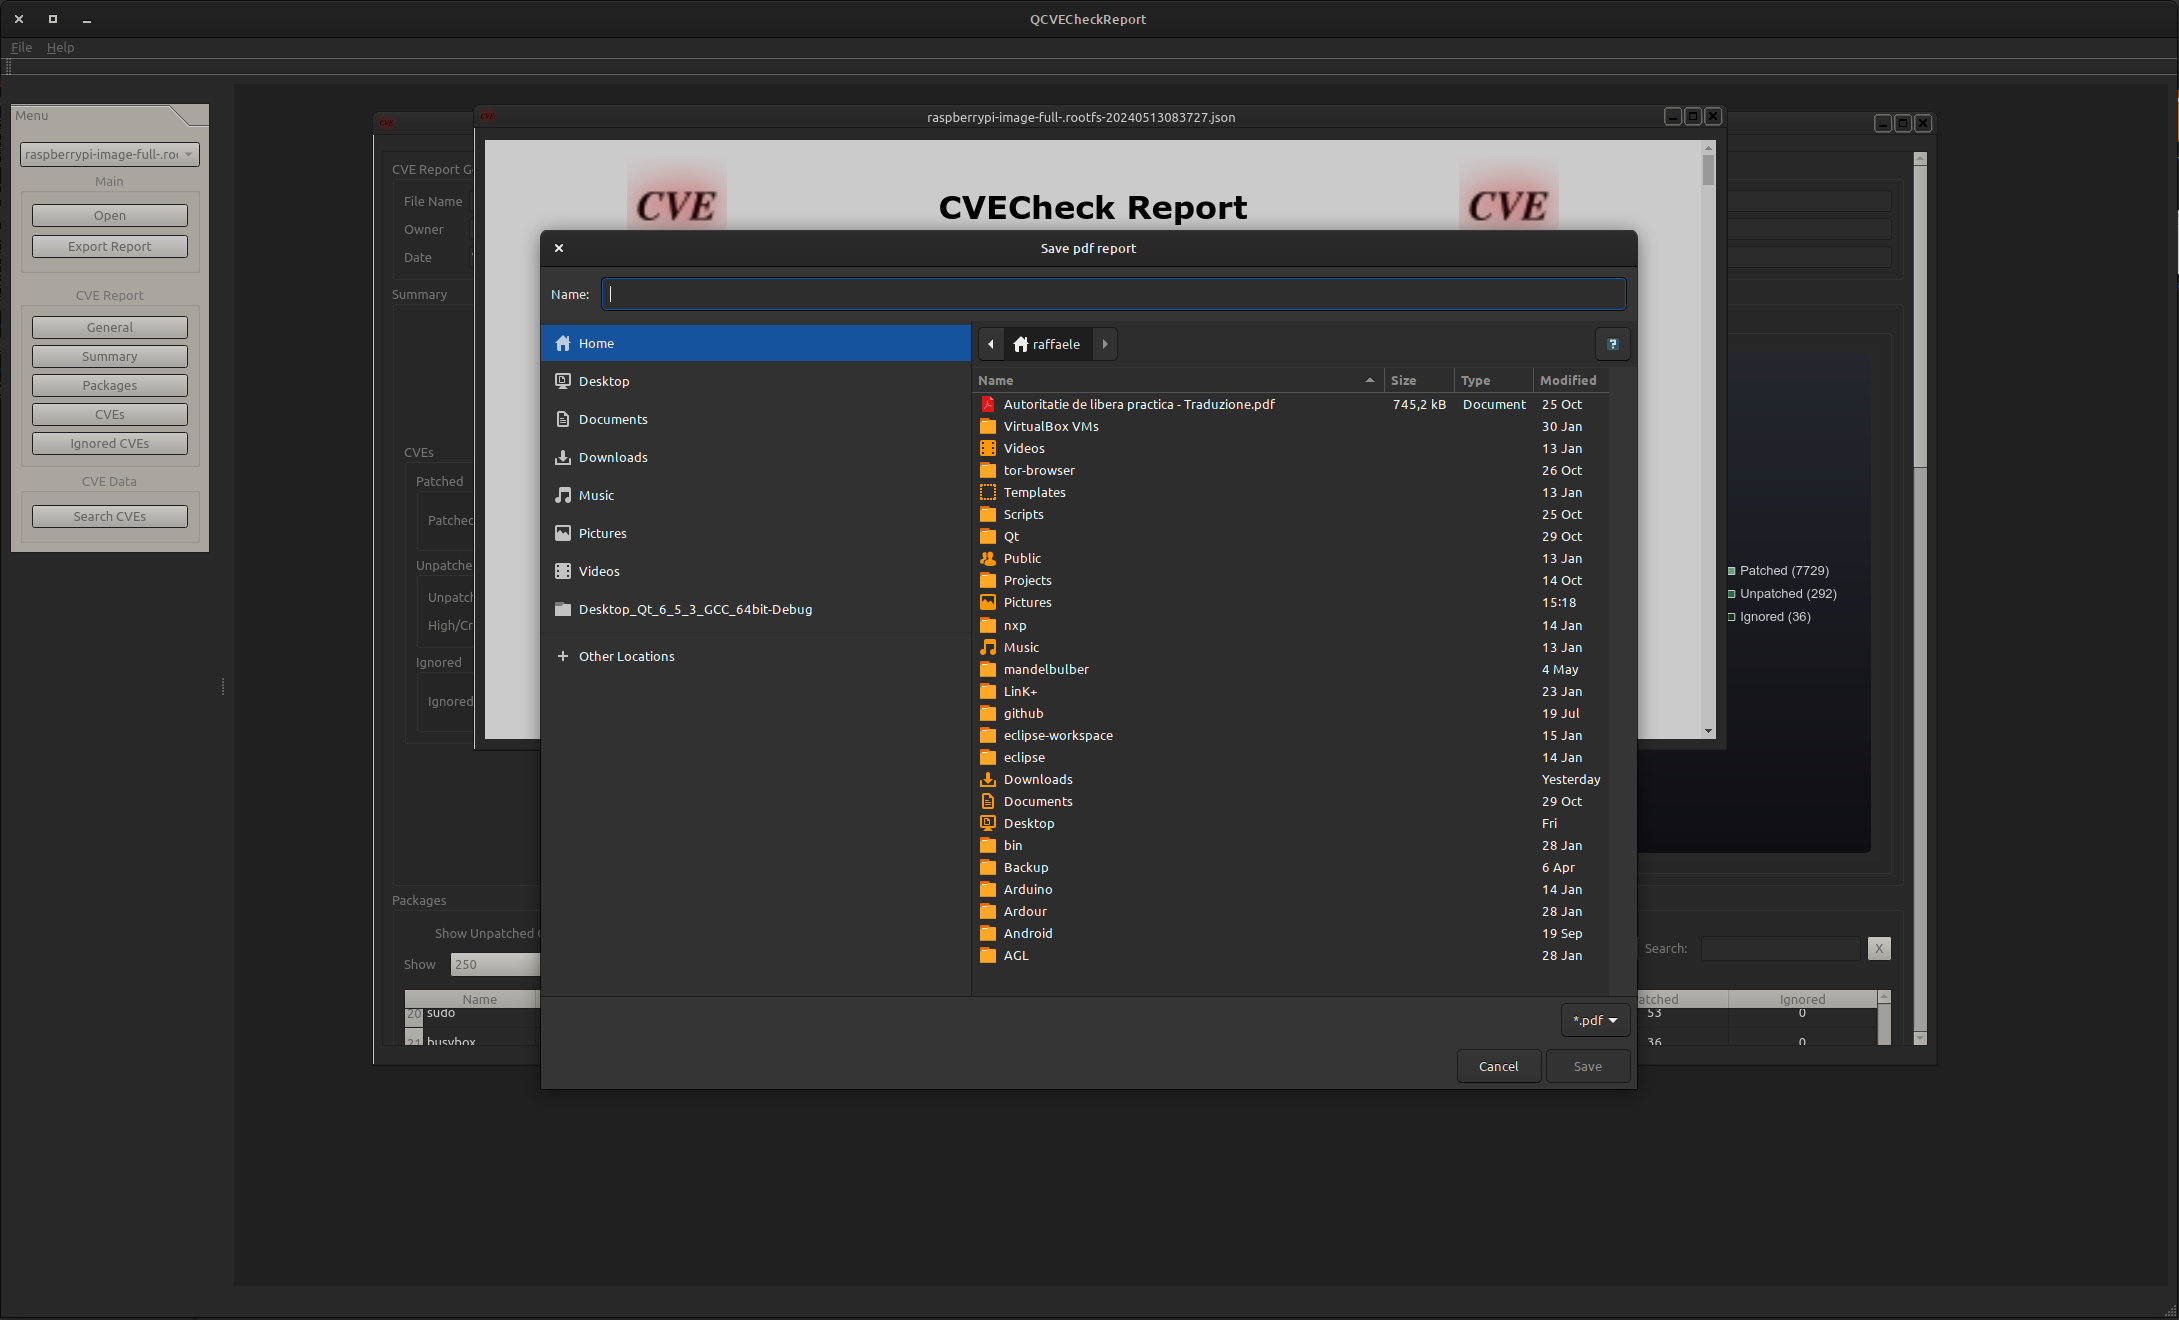 QCVECheckReport
File Help
Menu
raspberrypi-image-full-.ro
Main
Open
Export Report
CVE Report
General
Summary
Packages
CVEs
Ignored CVEs
CVE Data
Search CVEs
CVE
CVE Report G
File Name
Owner
Date
Summary
CVEs
Patched
Patched
Unpatche
Unpatch
High/Cr
Ignored
Ignored
Packages
Show Unpatched
Show 250
Name
20 sudo
21 busybox
CVE
raspberrypi-image-full-.rootfs-20240513083727.json
CVE
CVECheck Report
CVE
Save pdf report
Name:
Home
Desktop
Documents
Downloads
Music
Pictures
Videos
Desktop_Qt_6_5_3_GCC_64bit-Debug
Other Locations
raffaele
?
Name Size Type Modified
Autoritatie de libera practica - Traduzione.pdf 745,2 kB Document 25 Oct
VirtualBox VMs 30 Jan
Videos 13 Jan
tor-browser 26 Oct
Templates 13 Jan
Scripts 25 Oct
Qt 29 Oct
Public 13 Jan
Projects 14 Oct
Pictures 15:18
nxp 14 Jan
Music 13 Jan
mandelbulber 4 May
LinK+ 23 Jan
github 19 Jul
eclipse-workspace 15 Jan
eclipse 14 Jan
Downloads Yesterday
Documents 29 Oct
Desktop Fri
bin 28 Jan
Backup 6 Apr
Arduino 14 Jan
Ardour 28 Jan
Android 19 Sep
AGL 28 Jan
*.pdf
Cancel Save
Patched (7729)
Unpatched (292)
Ignored (36)
Search: X
atched Ignored
53 0
36 0